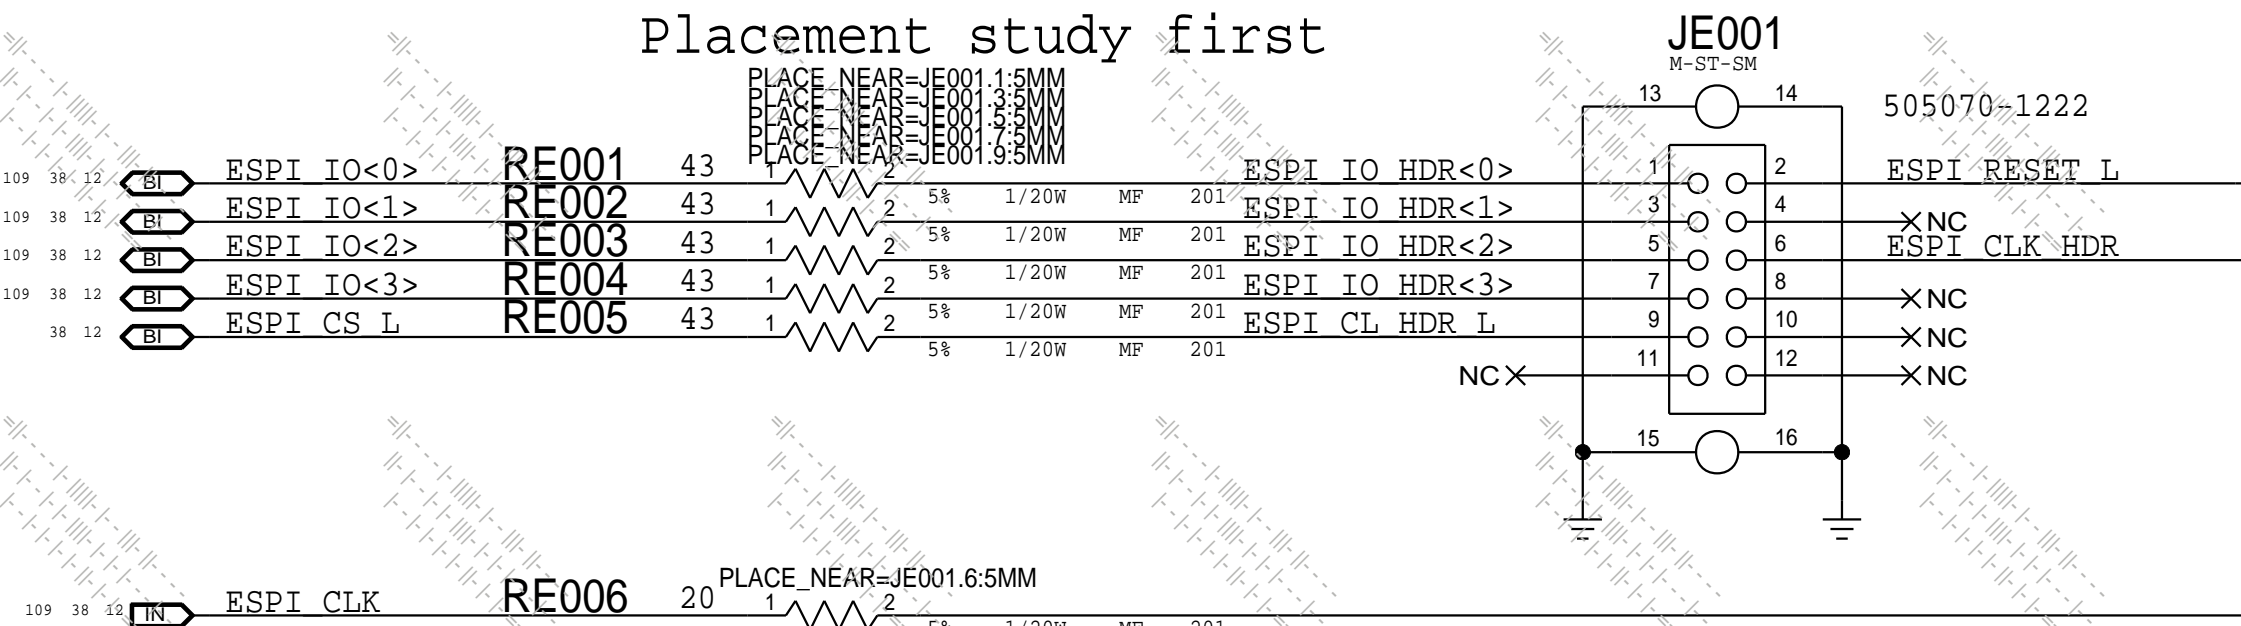 Placement study first
JE001
M-ST-SM
PLACE_NEAR=JE001.1:5MM
PLACE_NEAR=JE001.3:5MM
PLACE_NEAR=JE001.5:5MM
PLACE_NEAR=JE001.7:5MM
PLACE_NEAR=JE001.9:5MM
13 14
505070-1222
109 38 12 BI ESPI_IO<0> RE001 43 1 2 ESPI_IO_HDR<0> 1 2 ESPI_RESET_L
5% 1/20W MF 201
109 38 12 BI ESPI_IO<1> RE002 43 1 2 ESPI_IO_HDR<1> 3 4 NC
5% 1/20W MF 201
109 38 12 BI ESPI_IO<2> RE003 43 1 2 ESPI_IO_HDR<2> 5 6 ESPI_CLK_HDR
5% 1/20W MF 201
109 38 12 BI ESPI_IO<3> RE004 43 1 2 ESPI_IO_HDR<3> 7 8 NC
5% 1/20W MF 201
38 12 BI ESPI_CS_L RE005 43 1 2 ESPI_CL_HDR_L 9 10 NC
5% 1/20W MF 201
NC 11 12 NC
15 16
PLACE_NEAR=JE001.6:5MM
109 38 12 IN ESPI_CLK RE006 20 1 2
5% 1/20W MF 201